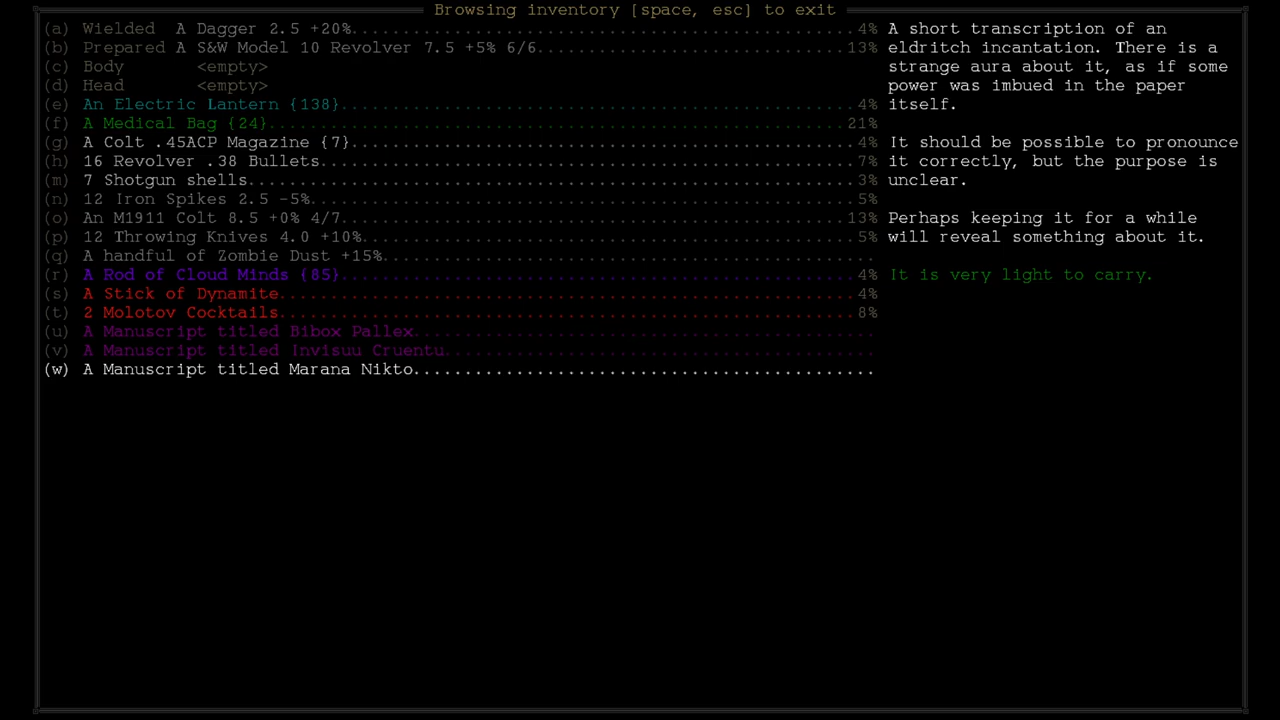 Browsing inventory [space, esc] to exit
(a) Wielded A Dagger 2.5 +20%..................................................4%
(b) Prepared A S&W Model 10 Revolver 7.5 +5% 6/6..............................13%
(c) Body <empty>
(d) Head <empty>
(e) An Electric Lantern {138}..................................................4%
(f) A Medical Bag {24}........................................................21%
(g) A Colt .45ACP Magazine {7}.................................................4%
(h) 16 Revolver .38 Bullets....................................................7%
(m) 7 Shotgun shells...........................................................3%
(n) 12 Iron Spikes 2.5 -5%.....................................................5%
(o) An M1911 Colt 8.5 +0% 4/7.................................................13%
(p) 12 Throwing Knives 4.0 +10%................................................5%
(q) A handful of Zombie Dust +15%................................................
(r) A Rod of Cloud Minds {85}..................................................4%
(s) A Stick of Dynamite........................................................4%
(t) 2 Molotov Cocktails........................................................8%
(u) A Manuscript titled Bibox Pallex.............................................
(v) A Manuscript titled Invisuu Cruentu..........................................
(w) A Manuscript titled Marana Nikto.............................................
A short transcription of an
eldritch incantation. There is a
strange aura about it, as if some
power was imbued in the paper
itself.
It should be possible to pronounce
it correctly, but the purpose is
unclear.
Perhaps keeping it for a while
will reveal something about it.
It is very light to carry.